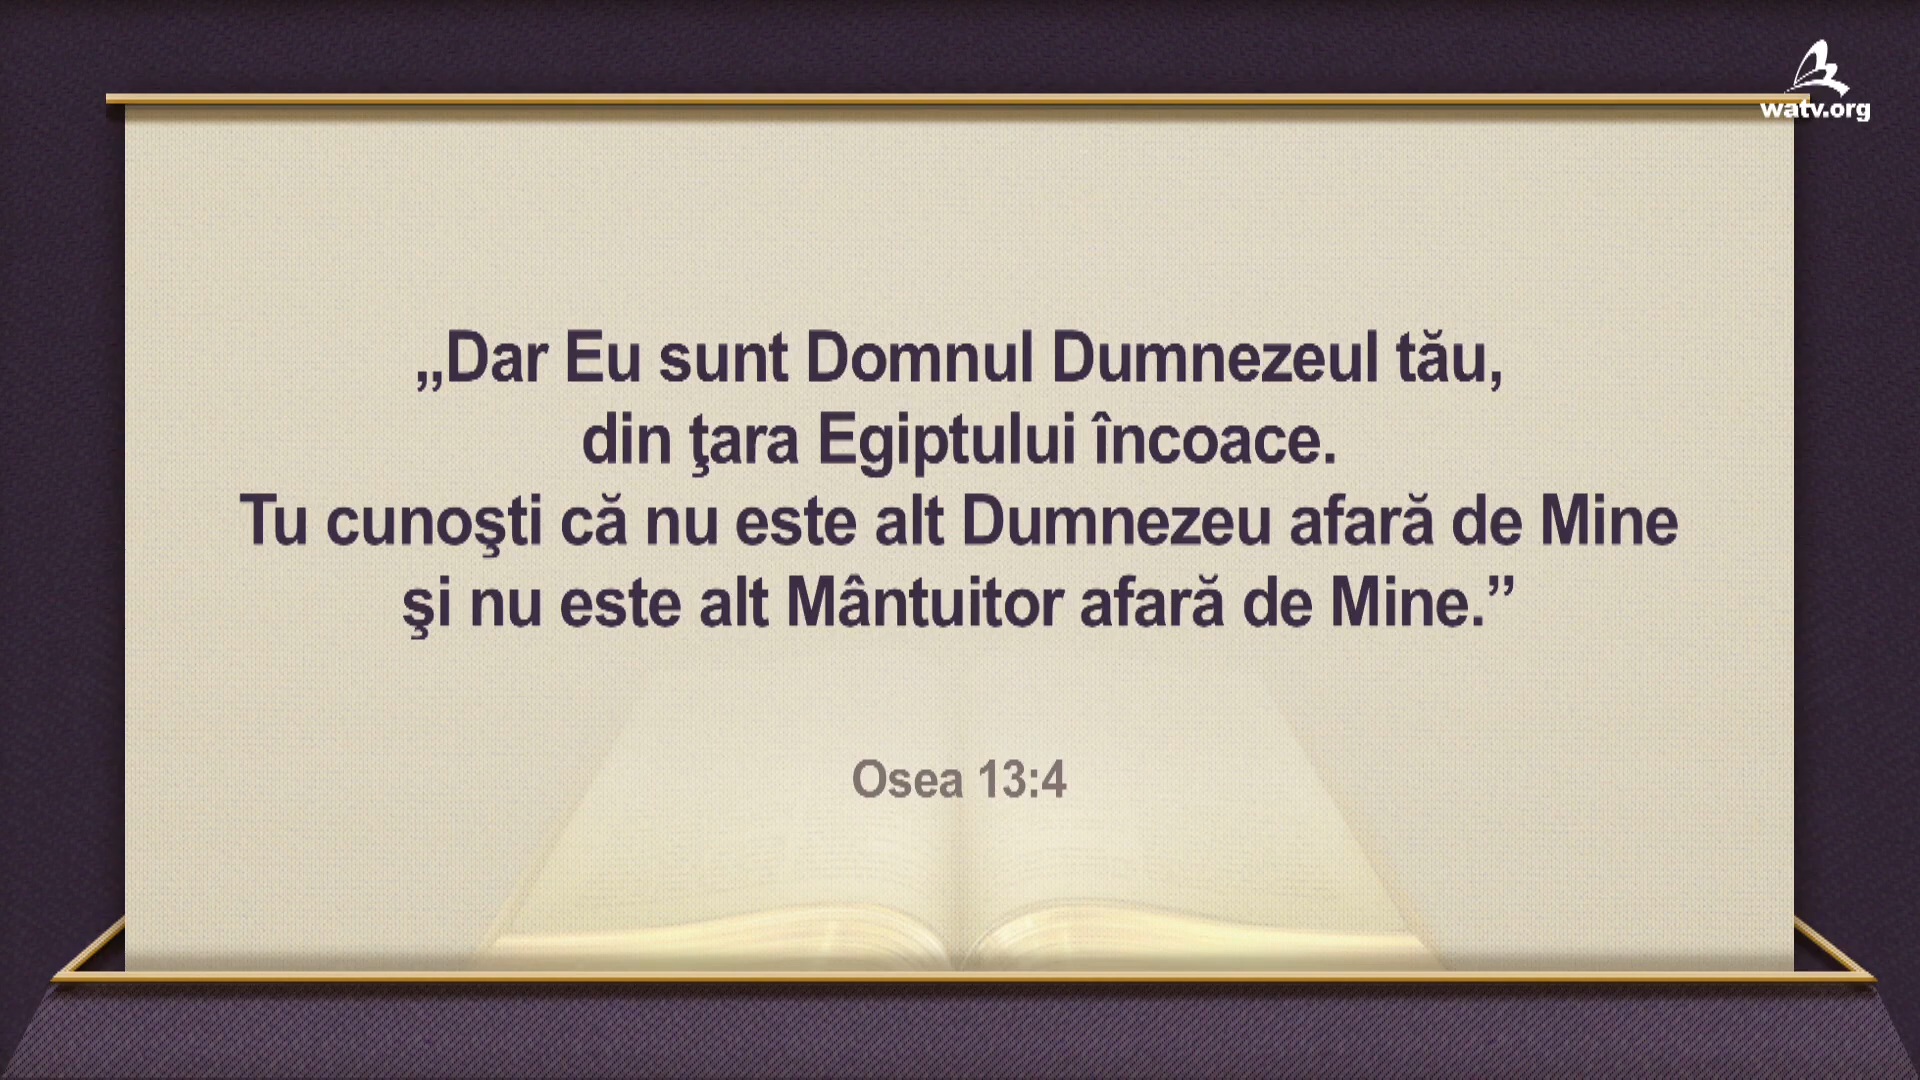 watv.org
„Dar Eu sunt Domnul Dumnezeul tău,
din ţara Egiptului încoace.
Tu cunoşti că nu este alt Dumnezeu afară de Mine
şi nu este alt Mântuitor afară de Mine.”
Osea 13:4